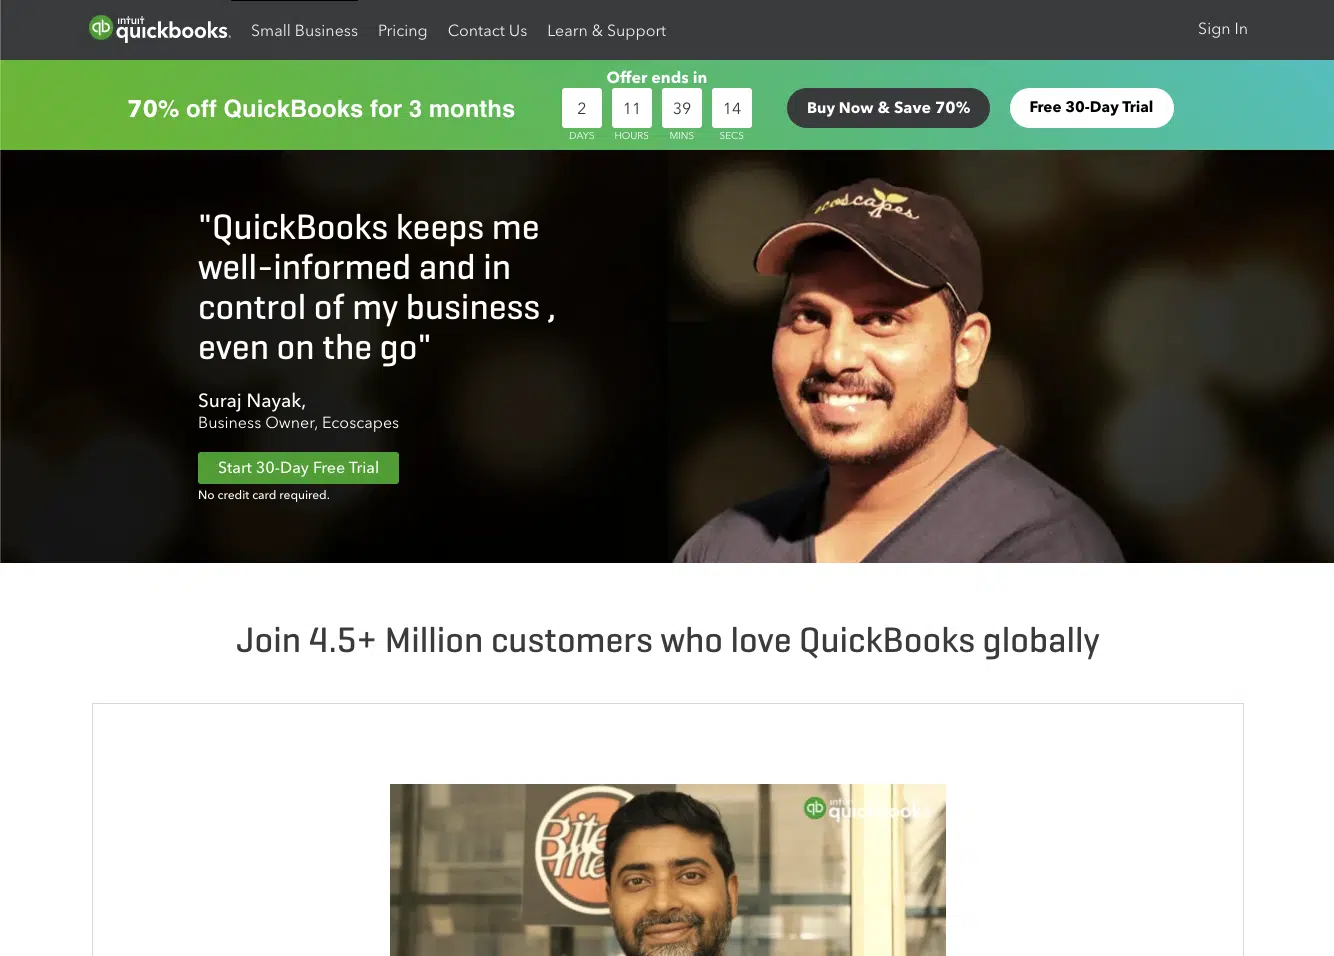 intuit
quickbooks.
Small Business
Pricing
Contact Us
Learn & Support
Sign In
70% off QuickBooks for 3 months
Offer ends in
2
11
39
14
DAYS
HOURS
MINS
SECS
Buy Now & Save 70%
Free 30-Day Trial
"QuickBooks keeps me
well-informed and in
control of my business ,
even on the go"
Suraj Nayak,
Business Owner, Ecoscapes
Start 30-Day Free Trial
No credit card required.
ecoscapes
Join 4.5+ Million customers who love QuickBooks globally
Bite
Me
intuit
quickbooks